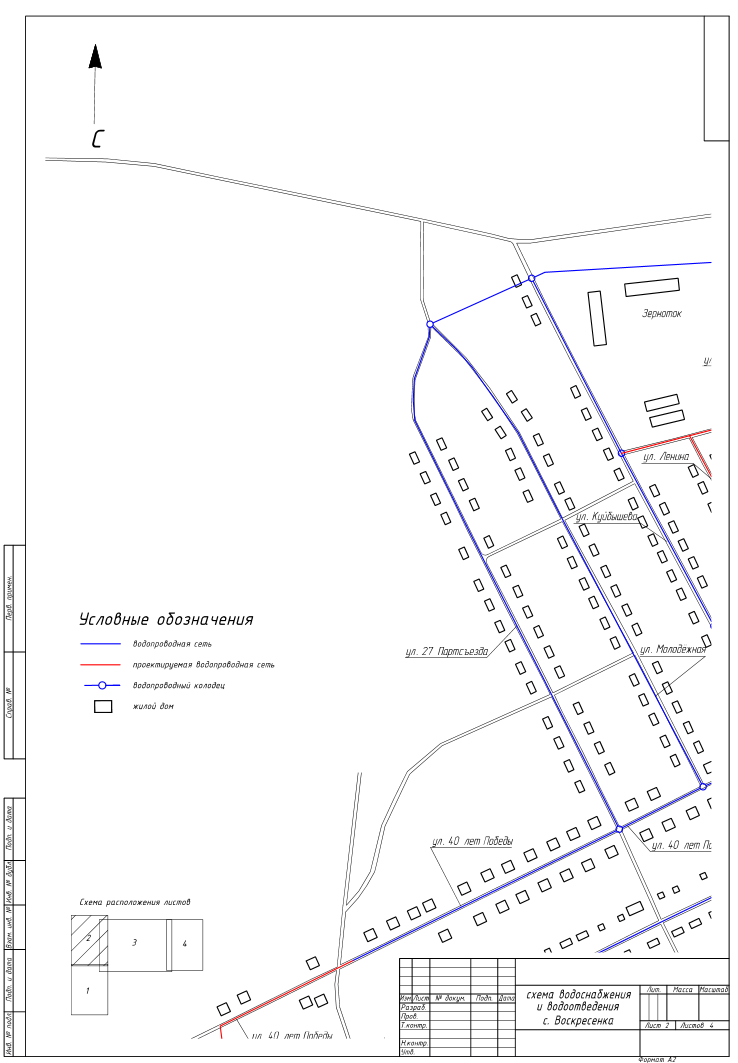 С
Зерноток
ул. Ленина
ул. Куйбышева
ул. 27 Партсъезда
ул. Молодежная
Условные обозначения
водопроводная сеть
проектируемая водопроводная сеть
водопроводный колодец
жилой дом
ул. 40 лет Победы
ул. 40 лет По
Схема расположения листов
2
3
4
1
ул. 40 лет Победы
Перв. примен.
Справ. №
Подп. и дата
Инв. № дубл.
Взам. инв. №
Подп. и дата
Инв. № подл.
Изм. Лист № докум. Подп. Дата
Разраб.
Пров.
Т.контр.
Н.контр.
Утв.
схема водоснабжения
и водоотведения
с. Воскресенка
Лит. Масса Масштаб
Лист 2 Листов 4
Формат А2